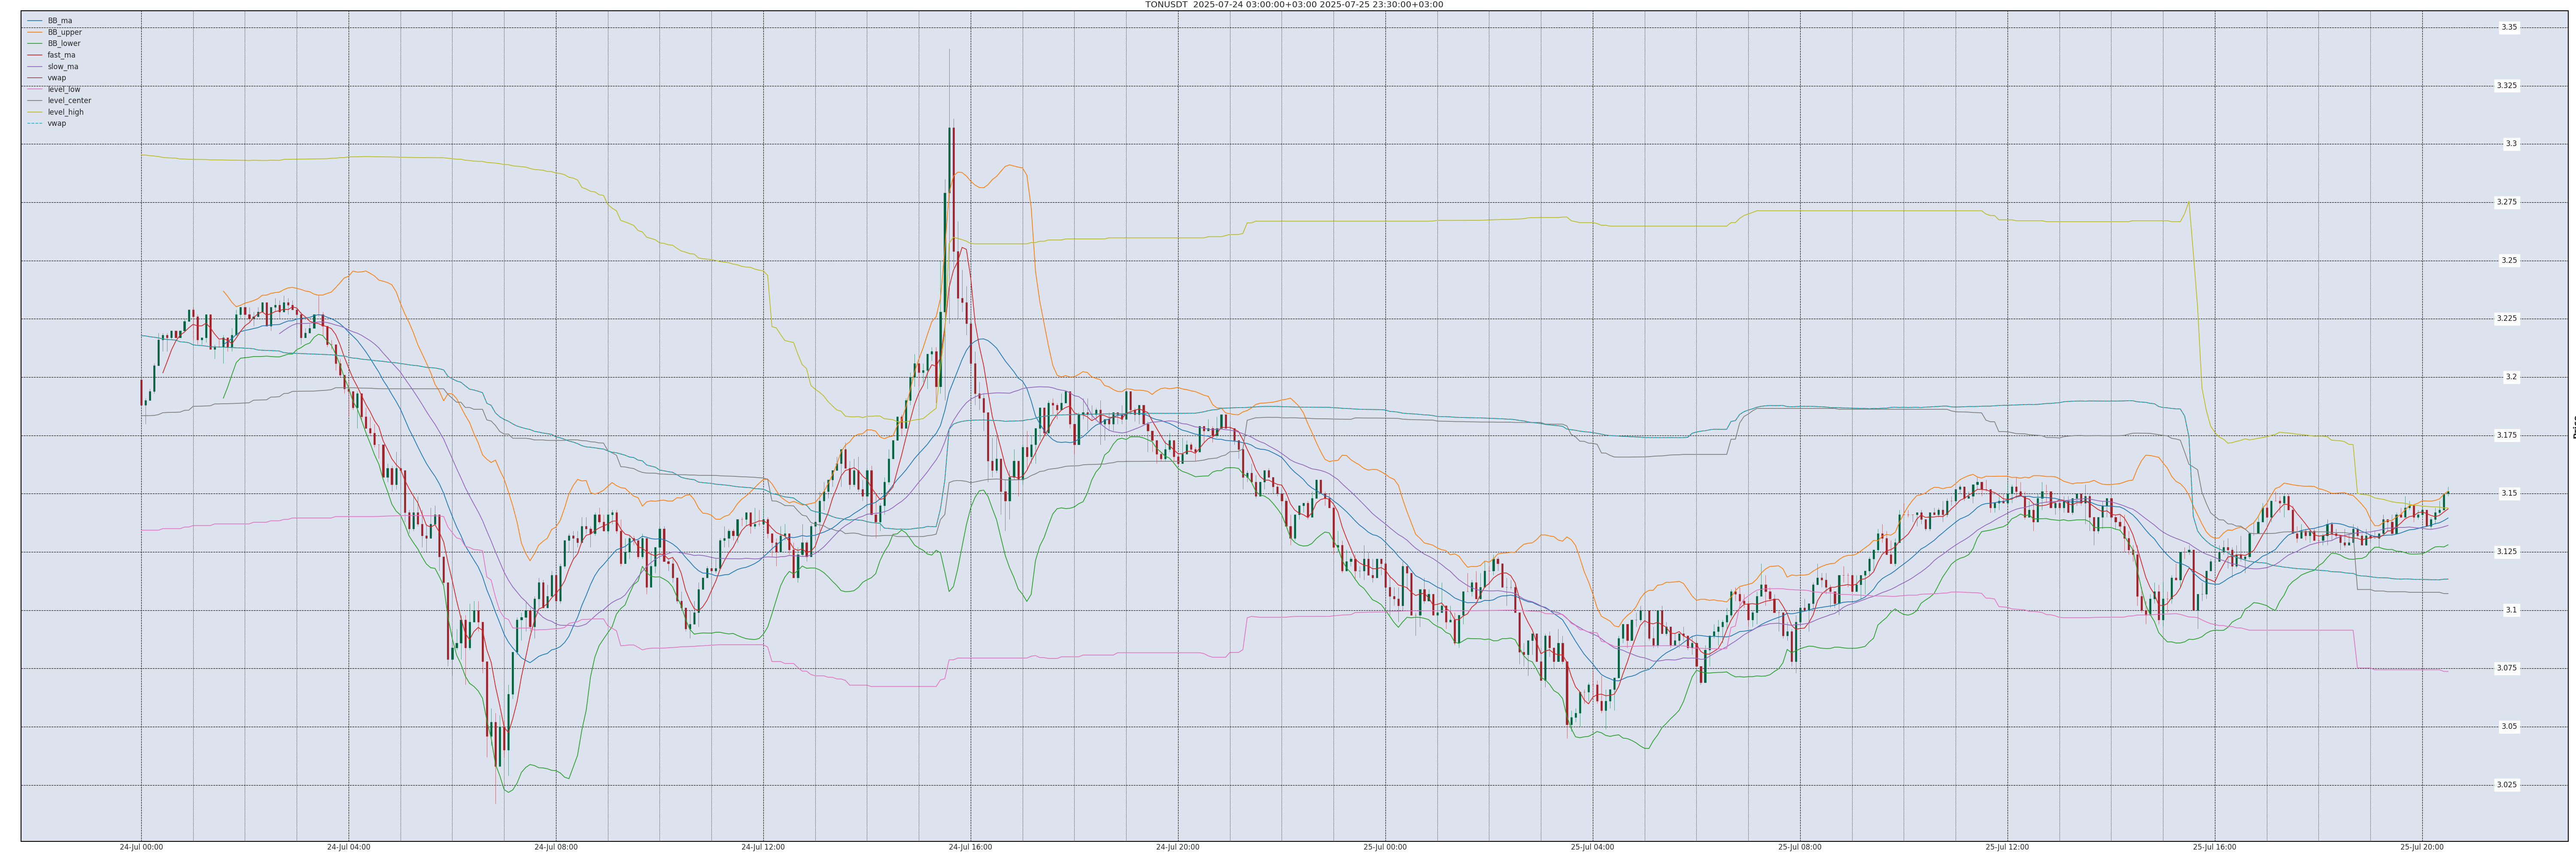 TONUSDT 2025-07-24 03:00:00+03:00 2025-07-25 23:30:00+03:00
BB_ma
BB_upper
BB_lower
fast_ma
slow_ma
vwap
level_low
level_center
level_high
vwap
3.35
3.325
3.3
3.275
3.25
3.225
3.2
3.175
3.15
3.125
3.1
3.075
3.05
3.025
24-Jul 00:00 24-Jul 04:00 24-Jul 08:00 24-Jul 12:00 24-Jul 16:00 24-Jul 20:00 25-Jul 00:00 25-Jul 04:00 25-Jul 08:00 25-Jul 12:00 25-Jul 16:00 25-Jul 20:00